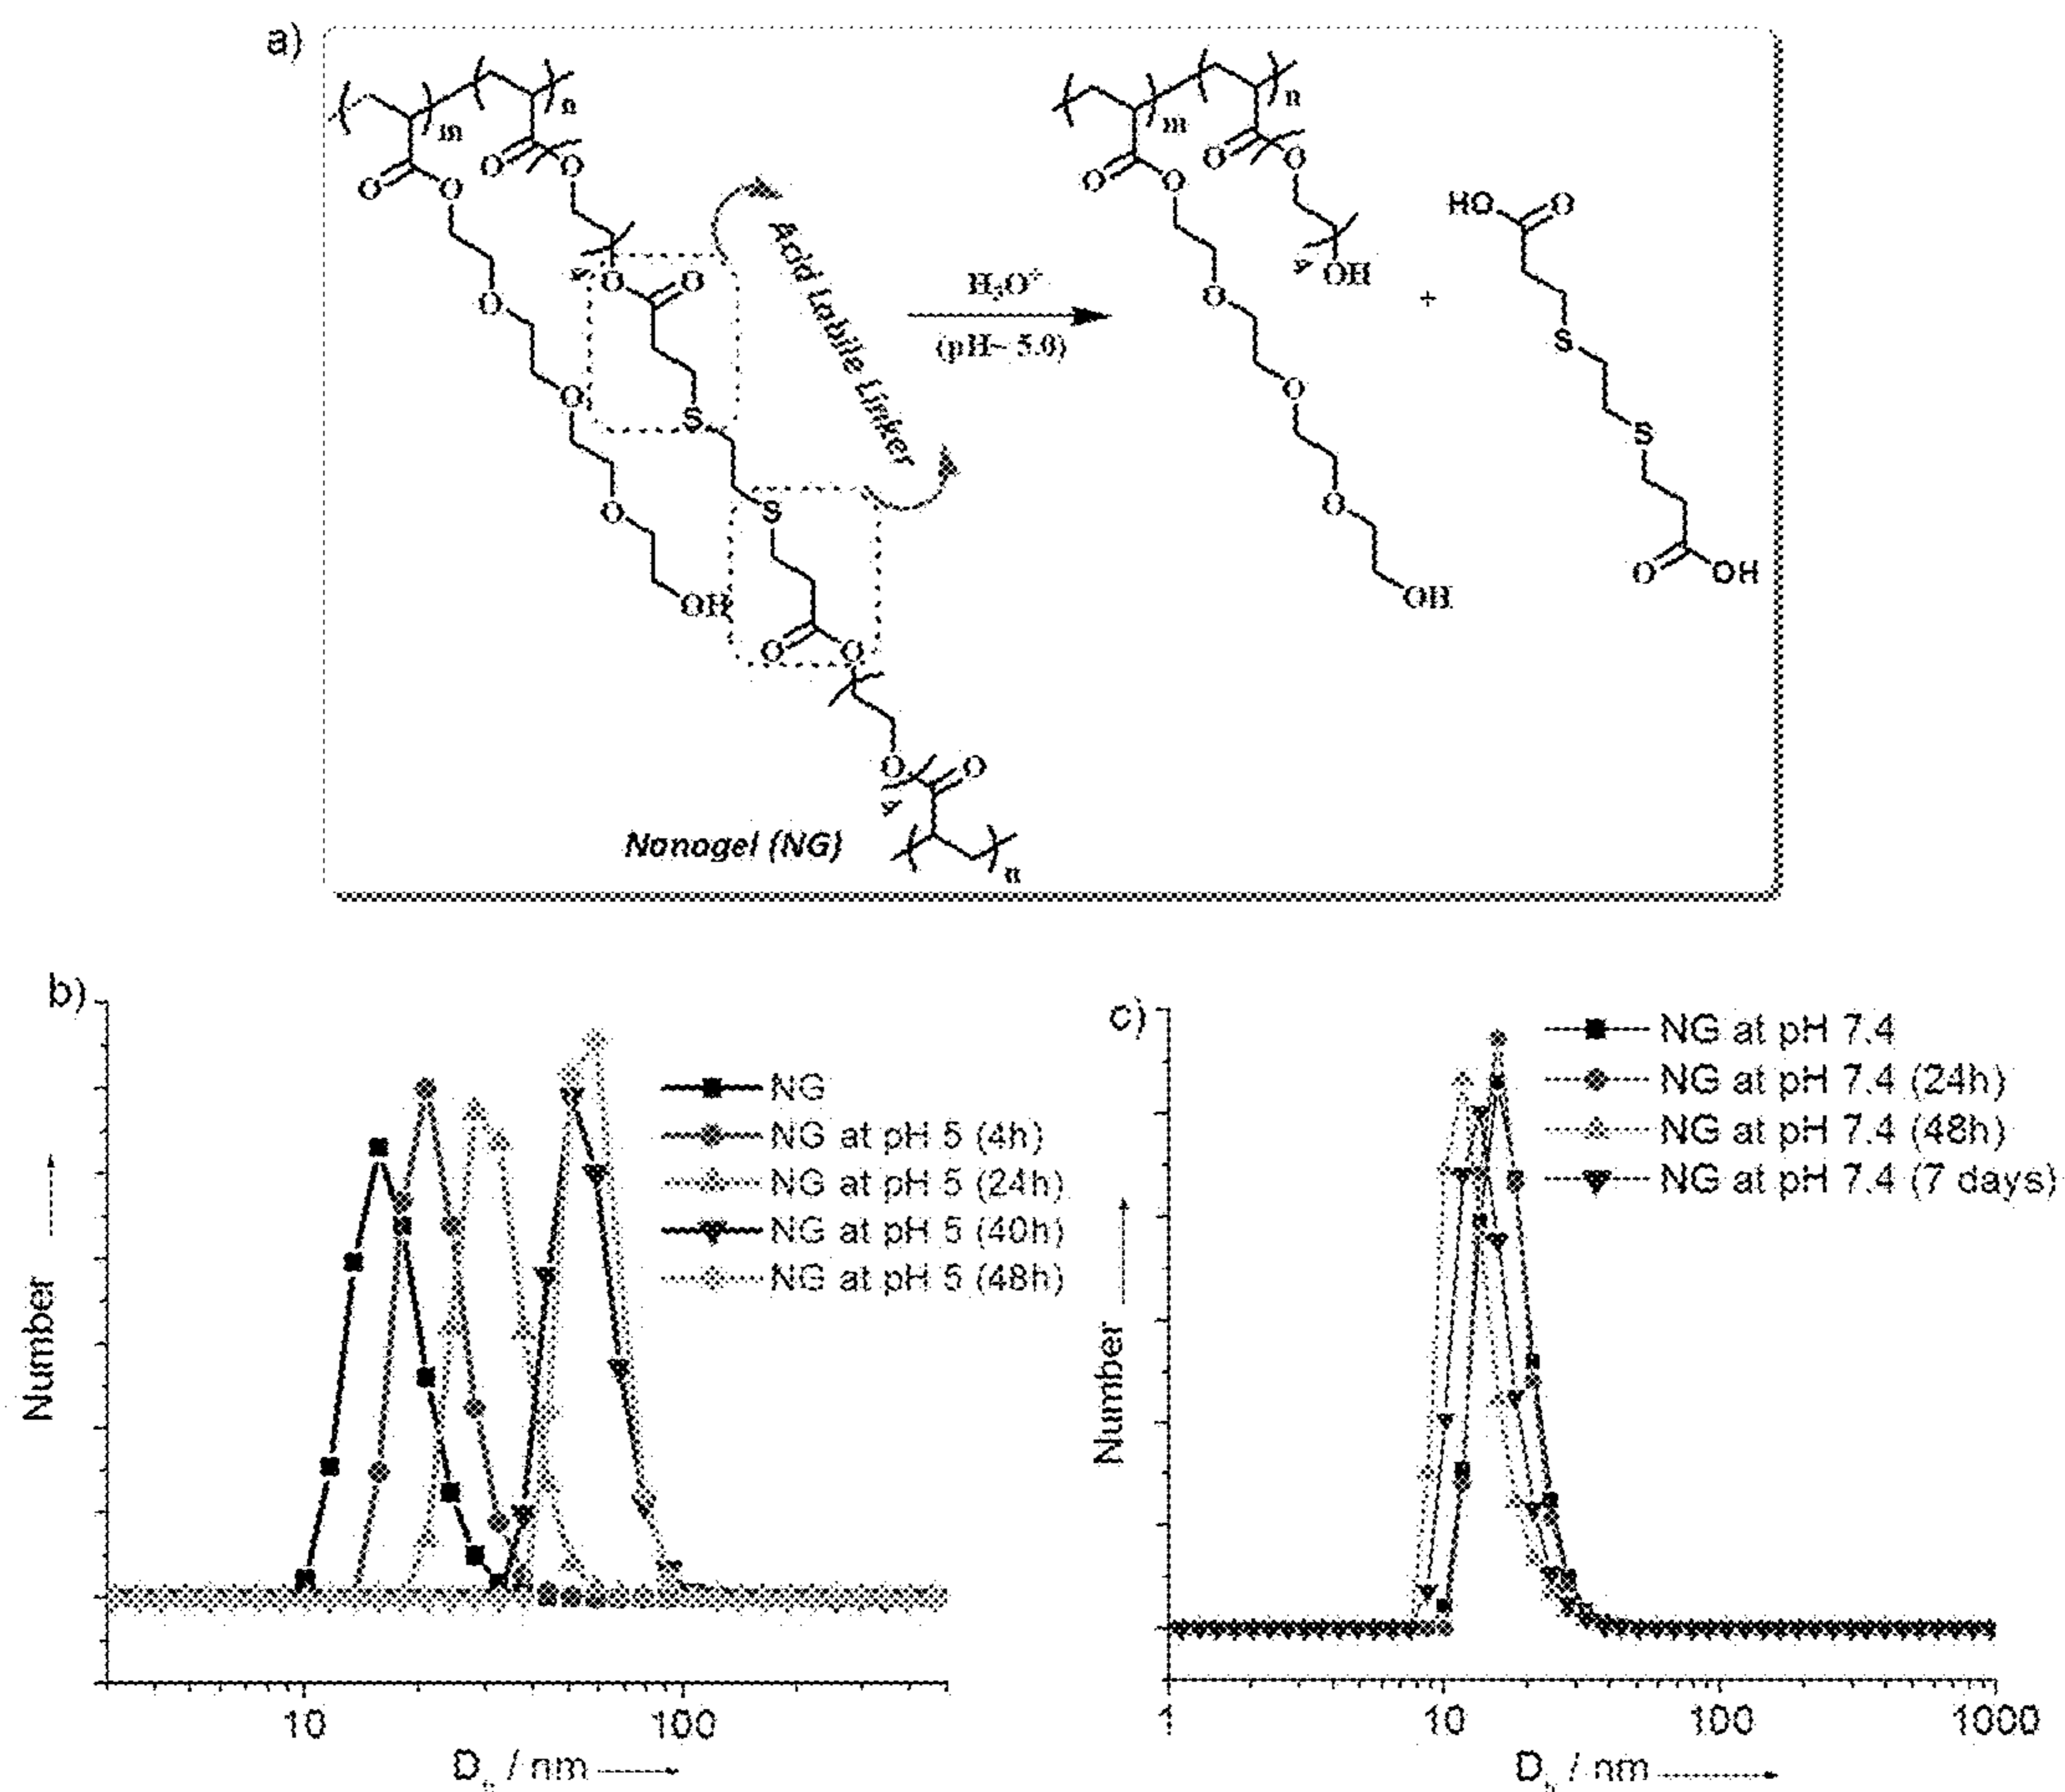 a)
m
n
O
O
O
O
O
O
O
O
4
O
O
S
S
OH
O
O
O
O
4
n
Acid Labile Linker
H₃O⁺
(pH~ 5.0)
Nanogel (NG)
m
n
O
O
O
O
O
O
O
4
OH
OH
+
HO
O
S
S
O
OH
b)
NG
NG at pH 5 (4h)
NG at pH 5 (24h)
NG at pH 5 (40h)
NG at pH 5 (48h)
Number
10
100
Dₕ / nm
c)
NG at pH 7.4
NG at pH 7.4 (24h)
NG at pH 7.4 (48h)
NG at pH 7.4 (7 days)
Number
1
10
100
1000
Dₕ / nm